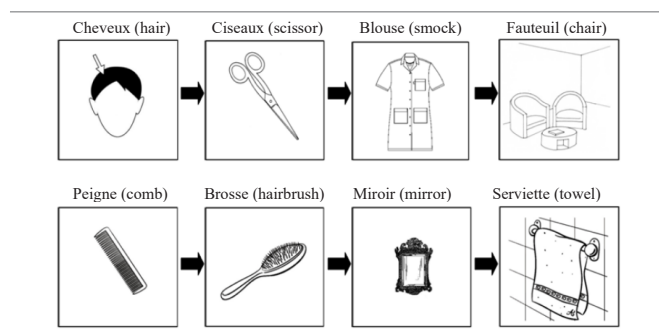 Cheveux (hair) Ciseaux (scissor) Blouse (smock) Fauteuil (chair)
Peigne (comb) Brosse (hairbrush) Miroir (mirror) Serviette (towel)